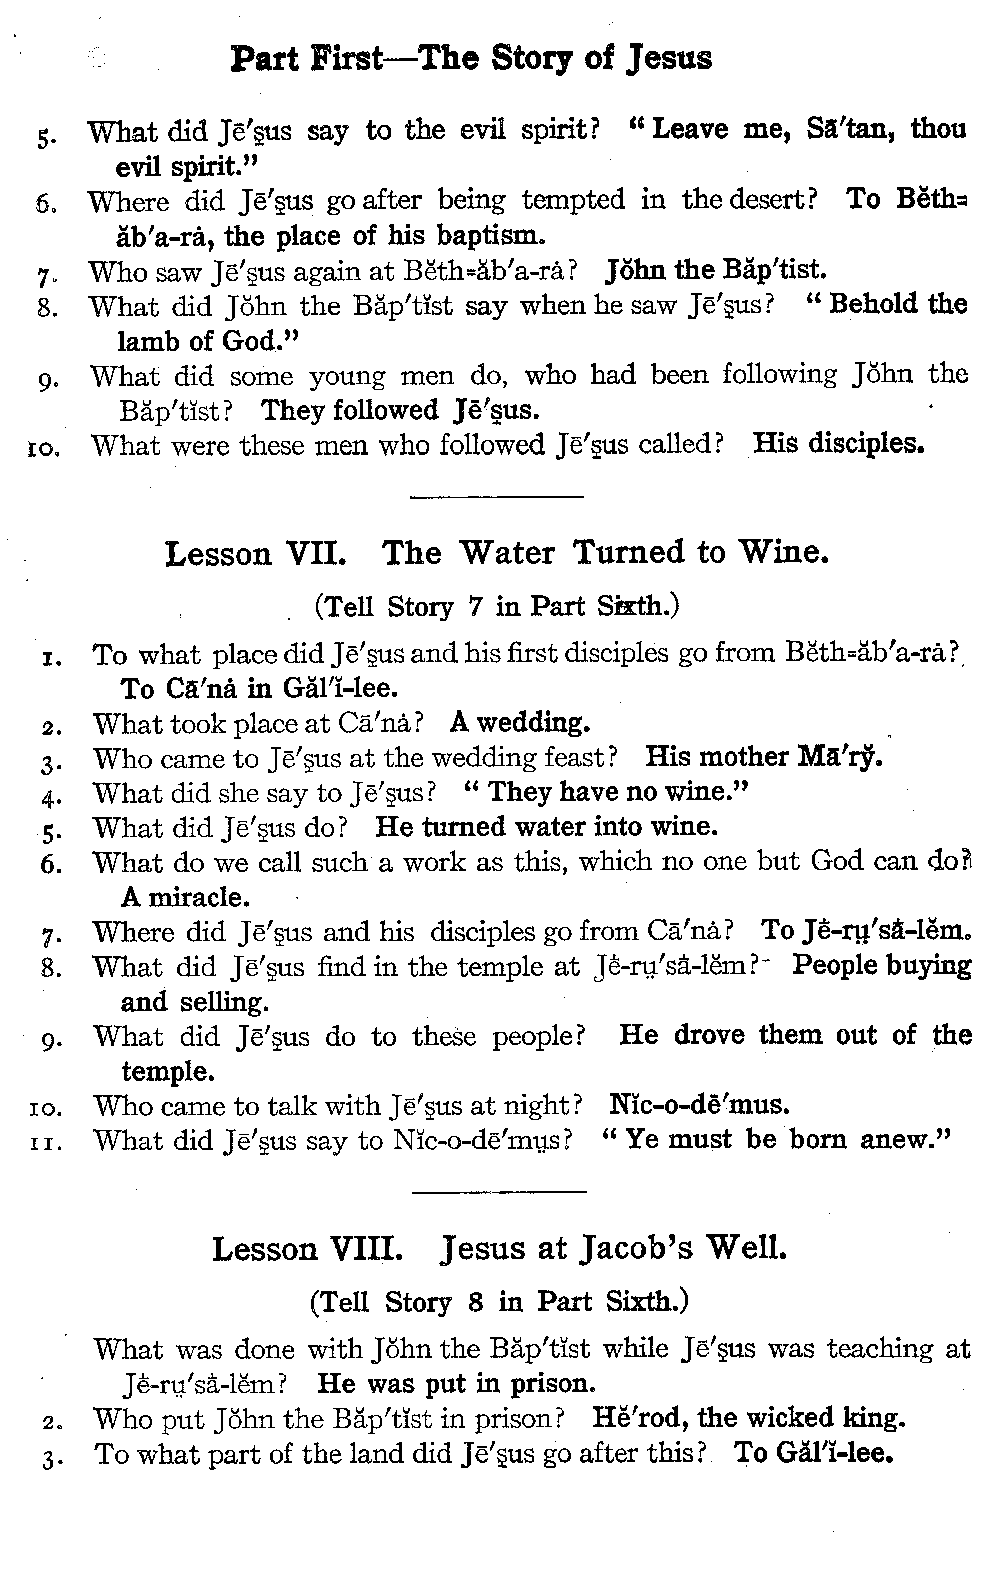 Part First—The Story of Jesus
5. What did Jē′ṣus say to the evil spirit? “Leave me, Sā′tan, thou
evil spirit.”
6. Where did Jē′ṣus go after being tempted in the desert? To Bĕth=
ăb′a-rȧ, the place of his baptism.
7. Who saw Jē′ṣus again at Bĕth=ăb′a-rȧ? Jŏhn the Băp′tist.
8. What did Jŏhn the Băp′tĭst say when he saw Jē′ṣus? “Behold the
lamb of God.”
9. What did some young men do, who had been following Jŏhn the
Băp′tĭst? They followed Jē′ṣus.
10. What were these men who followed Jē′ṣus called? His disciples.
Lesson VII. The Water Turned to Wine.
(Tell Story 7 in Part Sixth.)
1. To what place did Jē′ṣus and his first disciples go from Bĕth=ăb′a-rȧ?
To Cā′nȧ in Găl′ĭ-lee.
2. What took place at Cā′nȧ? A wedding.
3. Who came to Jē′ṣus at the wedding feast? His mother Mā′ry̆.
4. What did she say to Jē′ṣus? “They have no wine.”
5. What did Jē′ṣus do? He turned water into wine.
6. What do we call such a work as this, which no one but God can do?
A miracle.
7. Where did Jē′ṣus and his disciples go from Cā′nȧ? To Jė-rṳ′sȧ-lĕm.
8. What did Jē′ṣus find in the temple at Jė-rṳ′sȧ-lĕm? People buying
and selling.
9. What did Jē′ṣus do to these people? He drove them out of the
temple.
10. Who came to talk with Jē′ṣus at night? Nĭc-o-dē′mus.
11. What did Jē′ṣus say to Nĭc-o-dē′mṳs? “Ye must be born anew.”
Lesson VIII. Jesus at Jacob’s Well.
(Tell Story 8 in Part Sixth.)
What was done with Jŏhn the Băp′tĭst while Jē′ṣus was teaching at
Jė-rṳ′sȧ-lĕm? He was put in prison.
2. Who put Jŏhn the Băp′tĭst in prison? Hĕ′rod, the wicked king.
3. To what part of the land did Jē′ṣus go after this? To Găl′ĭ-lee.